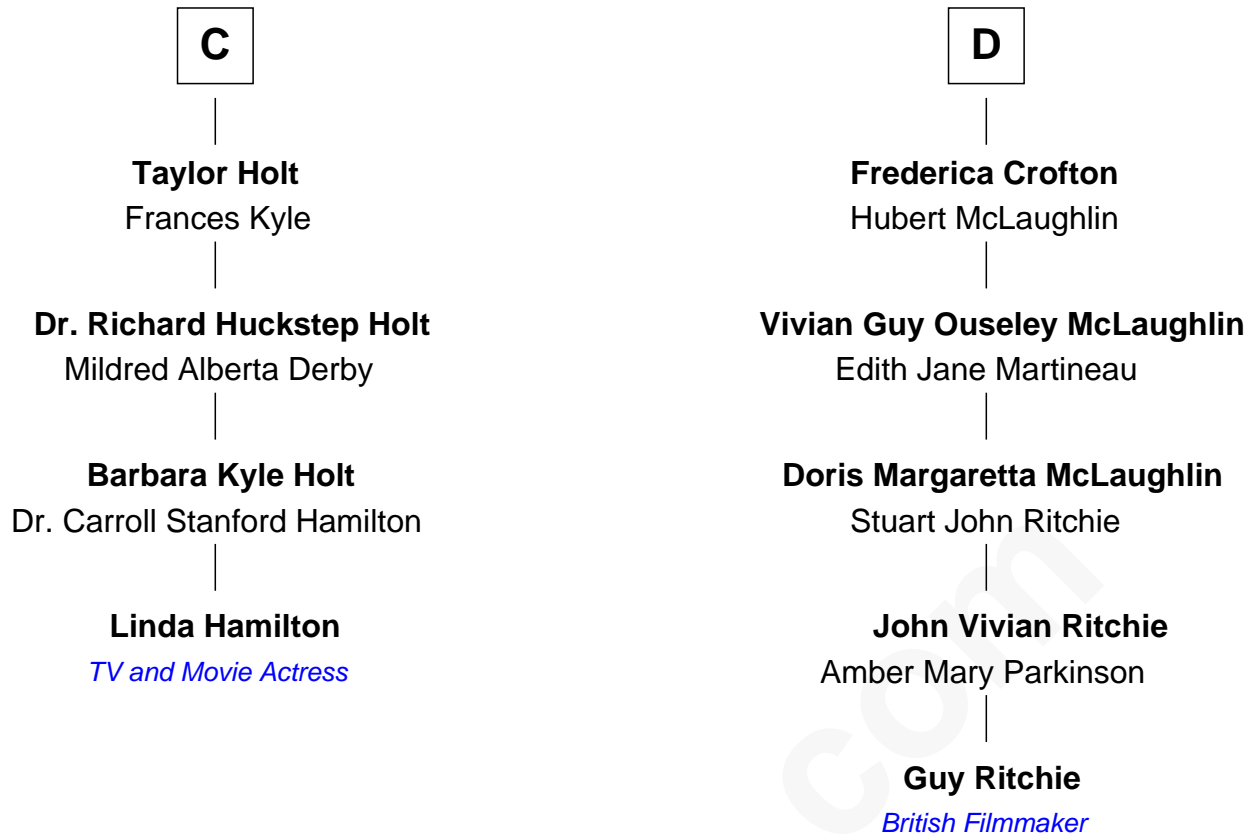 C
Taylor Holt
Frances Kyle
Dr. Richard Huckstep Holt
Mildred Alberta Derby
Barbara Kyle Holt
Dr. Carroll Stanford Hamilton
Linda Hamilton
TV and Movie Actress
D
Frederica Crofton
Hubert McLaughlin
Vivian Guy Ouseley McLaughlin
Edith Jane Martineau
Doris Margaretta McLaughlin
Stuart John Ritchie
John Vivian Ritchie
Amber Mary Parkinson
Guy Ritchie
British Filmmaker
com